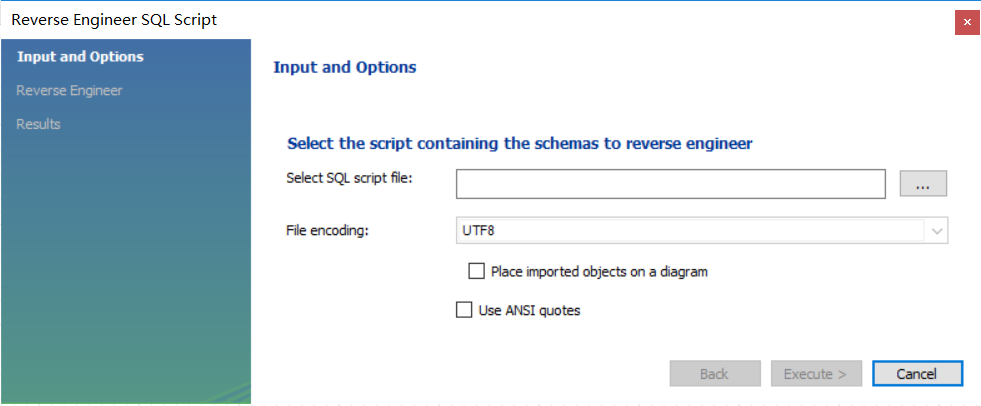 Reverse Engineer SQL Script
×
Input and Options
Reverse Engineer
Results
Input and Options
Select the script containing the schemas to reverse engineer
Select SQL script file:
...
File encoding:
UTF8
Place imported objects on a diagram
Use ANSI quotes
Back
Execute >
Cancel